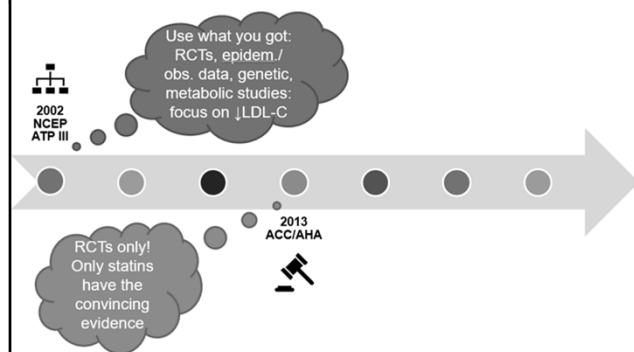 Use what you got:
RCTs, epidem./
obs. data, genetic,
metabolic studies:
focus on ↓LDL-C
2002
NCEP
ATP III
2013
ACC/AHA
RCTs only!
Only statins
have the
convincing
evidence